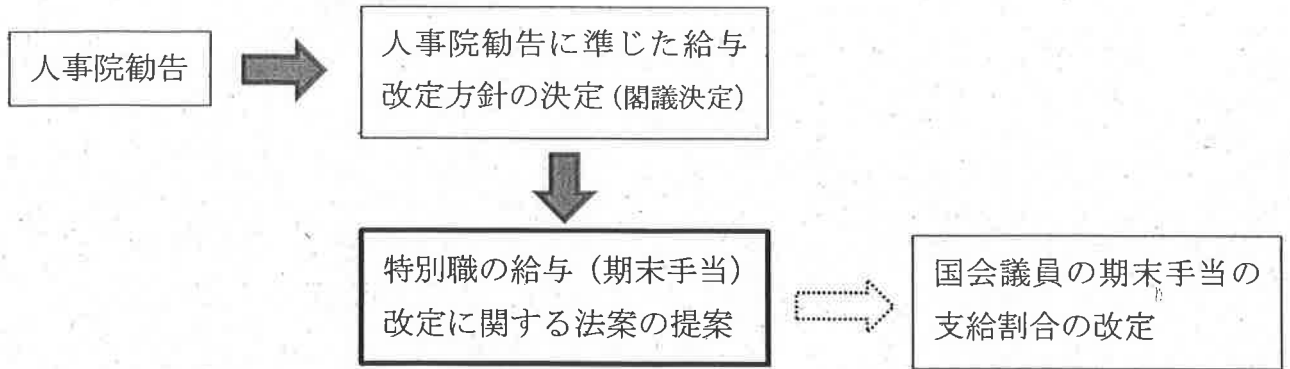 人事院勧告
人事院勧告に準じた給与
改定方針の決定(閣議決定)
特別職の給与(期末手当)
改定に関する法案の提案
国会議員の期末手当の
支給割合の改定